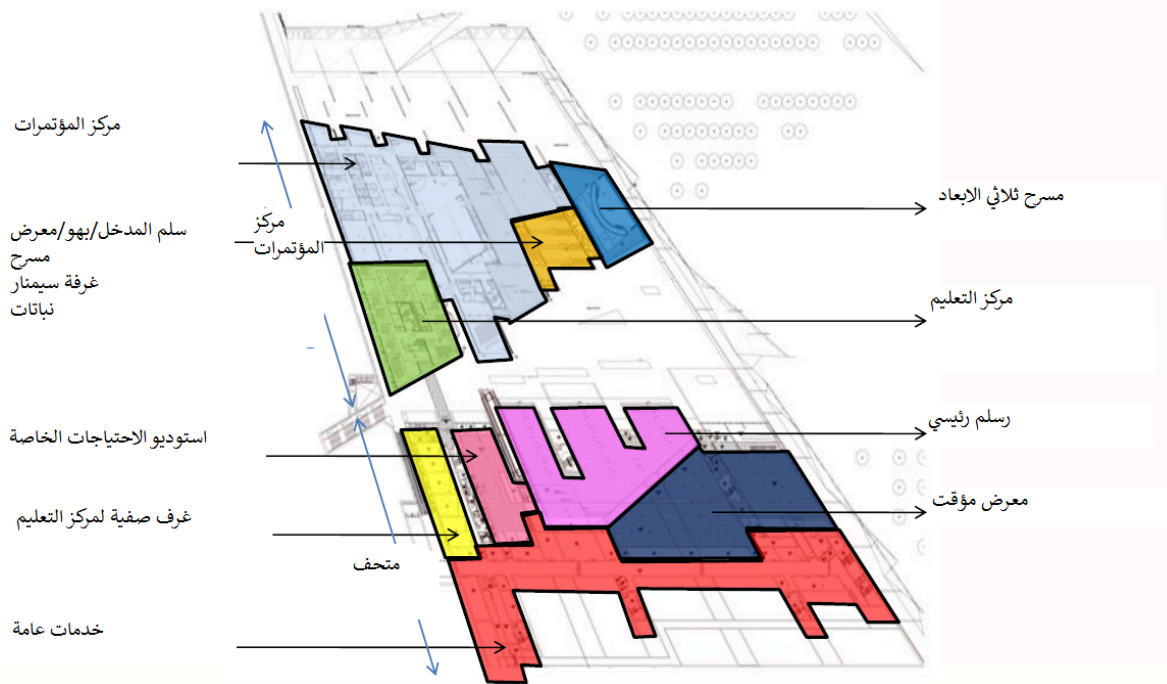 مركز المؤتمرات
مسرح ثلاثي الابعاد
مركز
المؤتمرات
سلم المدخل/بهو/معرض
مسرح
غرفة سيمنار
نباتات
مركز التعليم
رسلم رئيسي
استوديو الاحتياجات الخاصة
معرض مؤقت
غرف صفية لمركز التعليم
متحف
خدمات عامة